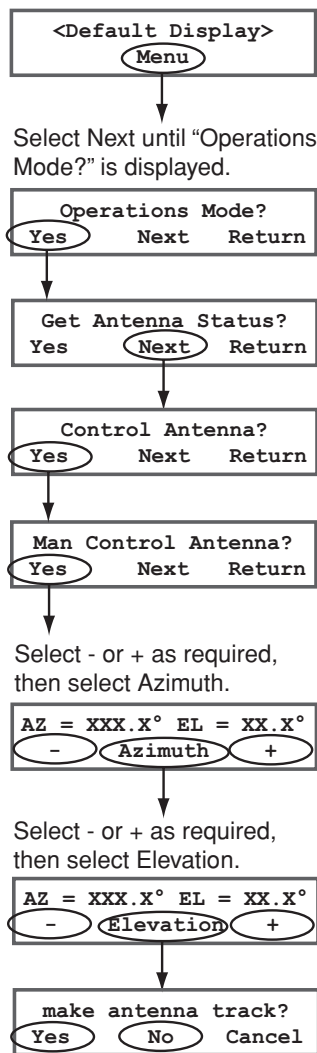 <Default Display>
Menu
Select Next until “Operations
Mode?” is displayed.
Operations Mode?
Yes Next Return
Get Antenna Status?
Yes Next Return
Control Antenna?
Yes Next Return
Man Control Antenna?
Yes Next Return
Select - or + as required,
then select Azimuth.
AZ = XXX.X° EL = XX.X°
- Azimuth +
Select - or + as required,
then select Elevation.
AZ = XXX.X° EL = XX.X°
- Elevation +
make antenna track?
Yes No Cancel